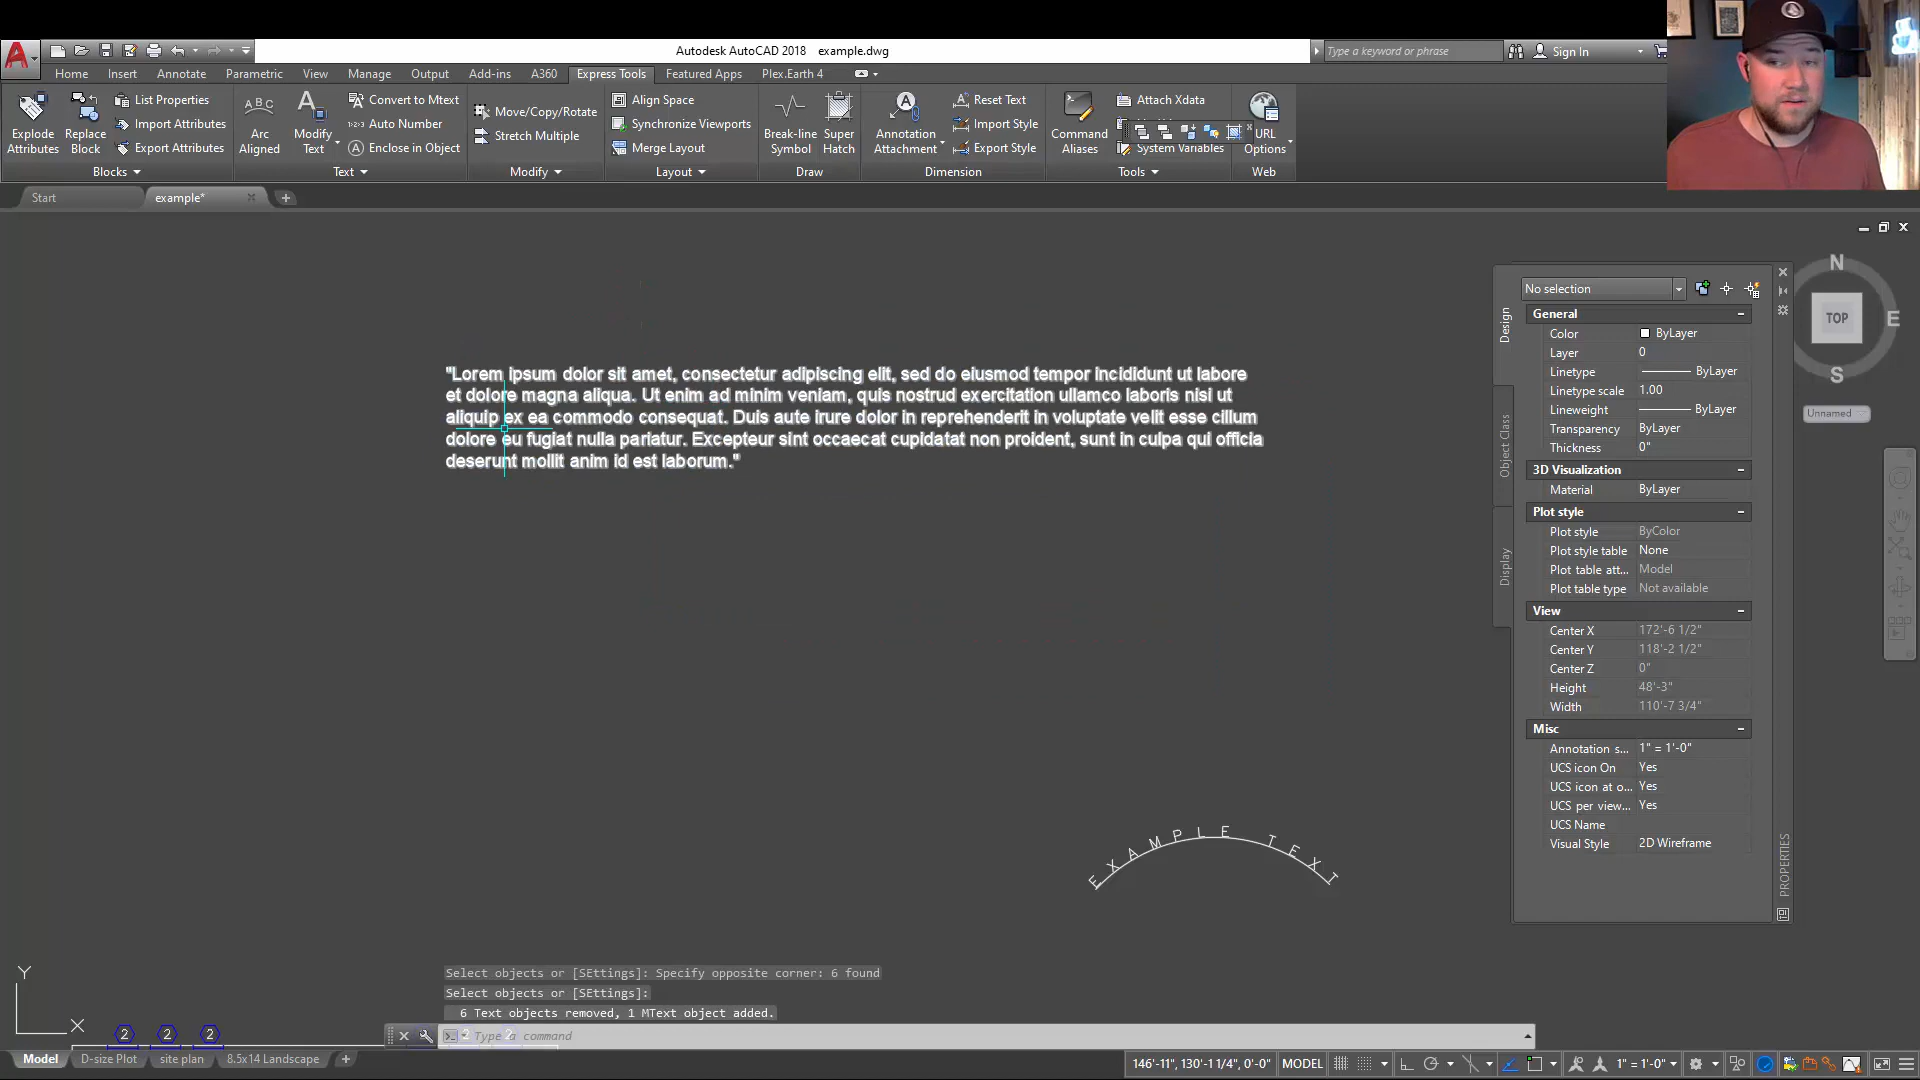 Autodesk AutoCAD 2018 example.dwg
Type a keyword or phrase
Sign In
Home Insert Annotate Parametric View Manage Output Add-ins A360 Express Tools Featured Apps Plex.Earth 4
Explode Attributes
Replace Block
List Properties
Import Attributes
Export Attributes
Blocks
ABC
Arc Aligned
Modify Text
Convert to Mtext
Auto Number
Enclose in Object
Text
Move/Copy/Rotate
Stretch Multiple
Modify
Align Space
Synchronize Viewports
Merge Layout
Layout
Break-line Symbol
Super Hatch
Draw
Annotation Attachment
Reset Text
Import Style
Export Style
Dimension
Command Aliases
Attach Xdata
System Variables
Tools
URL Options
Web
Start
example*
"Lorem ipsum dolor sit amet, consectetur adipiscing elit, sed do eiusmod tempor incididunt ut labore
et dolore magna aliqua. Ut enim ad minim veniam, quis nostrud exercitation ullamco laboris nisi ut
aliquip ex ea commodo consequat. Duis aute irure dolor in reprehenderit in voluptate velit esse cillum
dolore eu fugiat nulla pariatur. Excepteur sint occaecat cupidatat non proident, sunt in culpa qui officia
deserunt mollit anim id est laborum."
EXAMPLE TEXT
N
TOP
E
S
Unnamed
No selection
Design
Object Class
Display
PROPERTIES
General
Color ByLayer
Layer 0
Linetype ByLayer
Linetype scale 1.00
Lineweight ByLayer
Transparency ByLayer
Thickness 0"
3D Visualization
Material ByLayer
Plot style
Plot style ByColor
Plot style table None
Plot table att... Model
Plot table type Not available
View
Center X 172'-6 1/2"
Center Y 118'-2 1/2"
Center Z 0"
Height 48'-3"
Width 110'-7 3/4"
Misc
Annotation s... 1" = 1'-0"
UCS icon On Yes
UCS icon at o... Yes
UCS per view... Yes
UCS Name
Visual Style 2D Wireframe
Select objects or [SEttings]: Specify opposite corner: 6 found
Select objects or [SEttings]:
6 Text objects removed, 1 MText object added.
Type a command
Y
X
2 2 2
Model D-size Plot site plan 8.5x14 Landscape
146'-11", 130'-11 1/4", 0'-0" MODEL 1" = 1'-0"